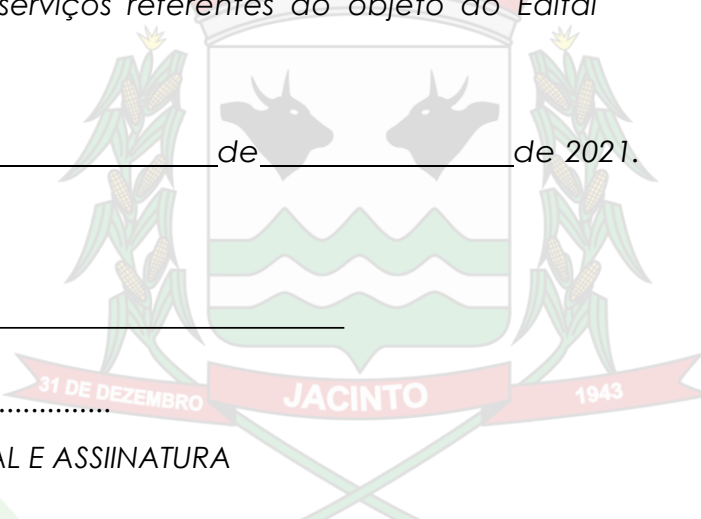 serviços referentes ao objeto do Edital
de de 2021.
31 DE DEZEMBRO JACINTO 1943
..............
AL E ASSIINATURA